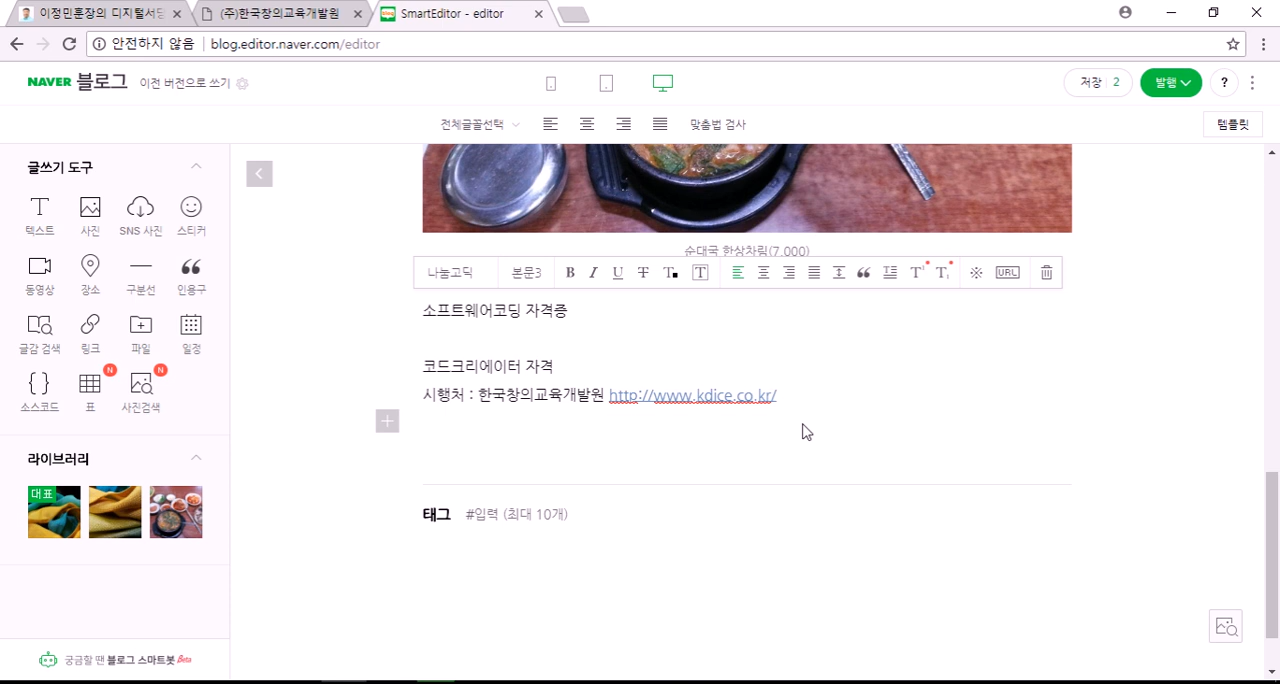 이정민훈장의 디지털서당
(주)한국창의교육개발원
SmartEditor - editor
안전하지 않음
blog.editor.naver.com/editor
NAVER 블로그
이전 버전으로 쓰기
저장 2
발행
?
전체글꼴선택
맞춤법 검사
템플릿
글쓰기 도구
텍스트
사진
SNS 사진
스티커
동영상
장소
구분선
인용구
글감 검색
링크
파일
일정
소스코드
N
표
N
사진검색
라이브러리
대표
궁금할 땐 블로그 스마트봇 Beta
순대국 한상차림(7,000)
나눔고딕
본문3
B I U T T T
T T
※
URL
소프트웨어코딩 자격증
코드크리에이터 자격
시행처 : 한국창의교육개발원 http://www.kdice.co.kr/
태그 #입력 (최대 10개)